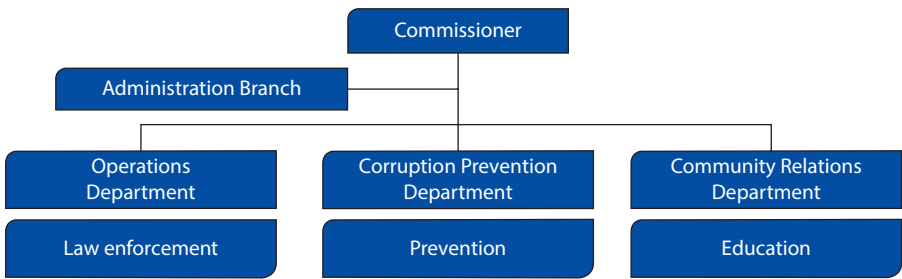 Commissioner
Administration Branch
Operations
Department
Corruption Prevention
Department
Community Relations
Department
Law enforcement
Prevention
Education